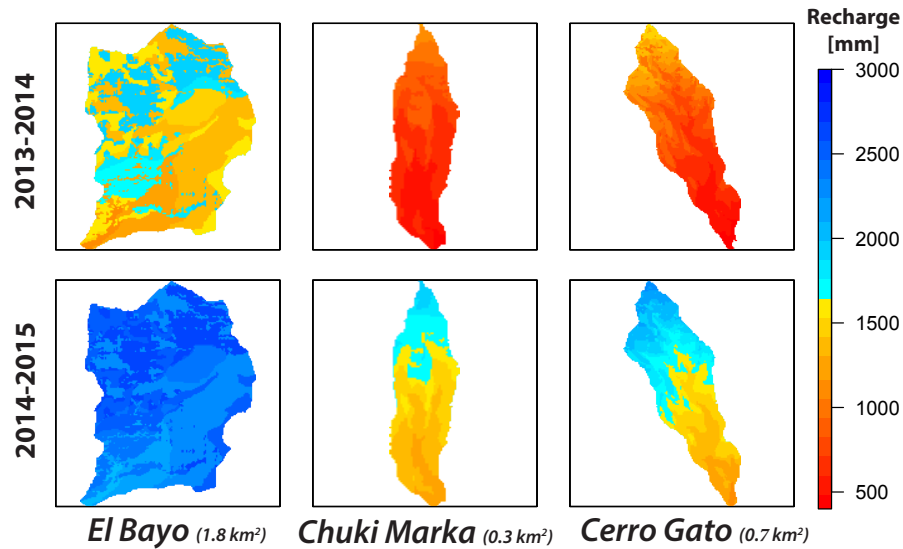 Recharge
[mm]
2013-2014
3000
2500
2000
1500
1000
500
2014-2015
El Bayo (1.8 km²)
Chuki Marka (0.3 km²)
Cerro Gato (0.7 km²)